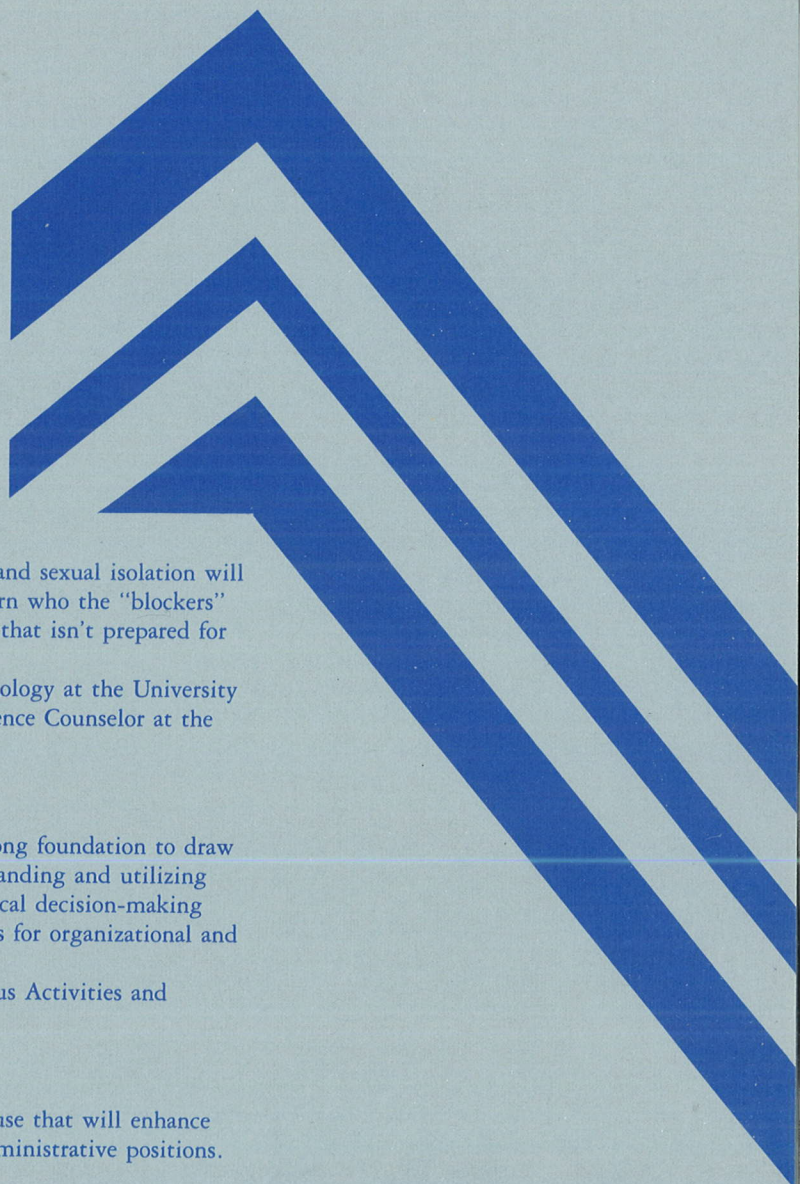 and sexual isolation will
rn who the “blockers”
that isn't prepared for
ology at the University
ence Counselor at the
ong foundation to draw
anding and utilizing
cal decision-making
s for organizational and
us Activities and
use that will enhance
ministrative positions.